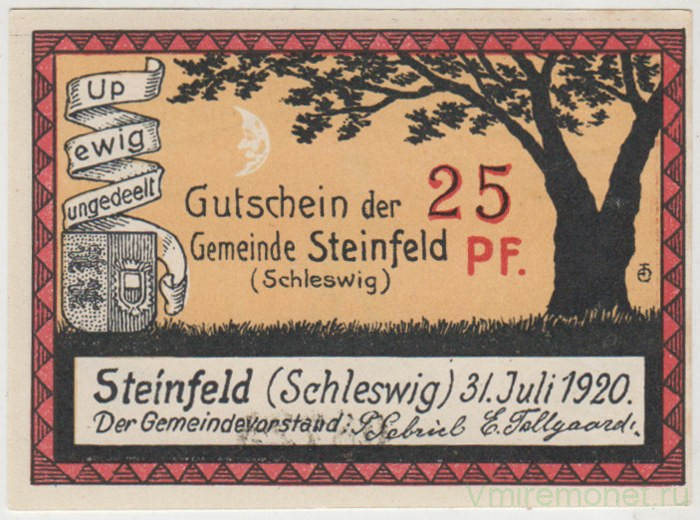 Up
ewig
ungedeelt
Gutschein der 25
Gemeinde Steinfeld PF.
(Schleswig)
Steinfeld (Schleswig) 31. Juli 1920.
Der Gemeindevorstand:
Vmiremonet.ru